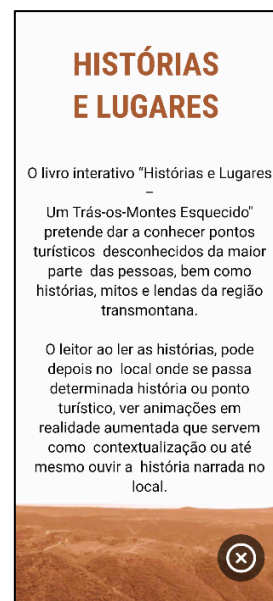 HISTÓRIAS
E LUGARES
O livro interativo “Histórias e Lugares
–
Um Trás-os-Montes Esquecido"
pretende dar a conhecer pontos
turísticos desconhecidos da maior
parte das pessoas, bem como
histórias, mitos e lendas da região
transmontana.
O leitor ao ler as histórias, pode
depois no local onde se passa
determinada história ou ponto
turístico, ver animações em
realidade aumentada que servem
como contextualização ou até
mesmo ouvir a história narrada no
local.